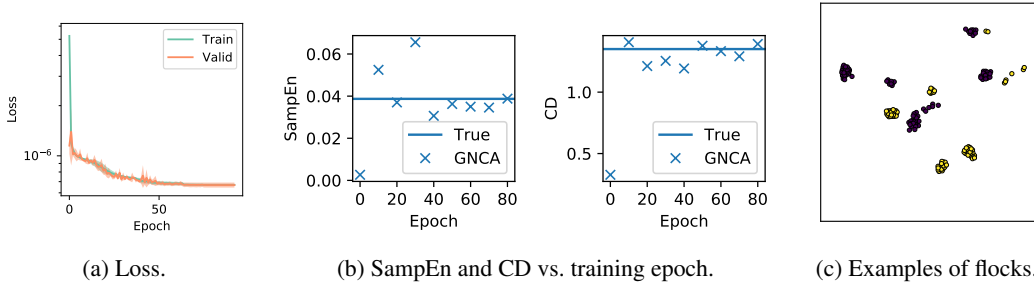 Loss
10⁻⁶
0
50
Epoch
Train
Valid
(a) Loss.
SampEn
0.06
0.04
0.02
0.00
0 20 40 60 80
Epoch
True
GNCA
CD
1.0
0.5
0 20 40 60 80
Epoch
True
GNCA
(b) SampEn and CD vs. training epoch.
(c) Examples of flocks.